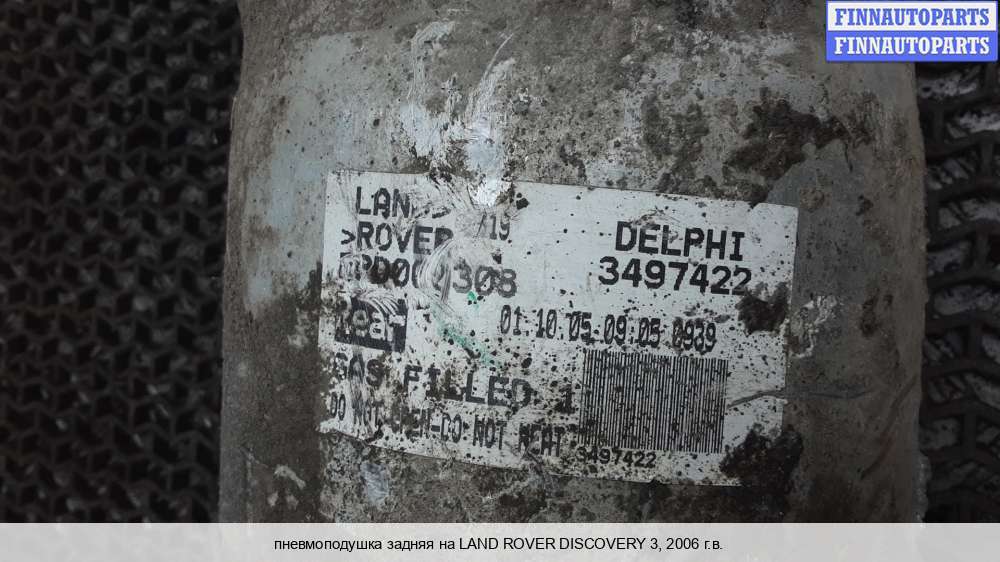 FINNAUTOPARTS
FINNAUTOPARTS
/19
>ROVER
DELPHI
3497422
01.10.05.09:05 0939
GAS FILLED 1
DO NOT OPEN-DO NOT HEAT
3497422
пневмоподушка задняя на LAND ROVER DISCOVERY 3, 2006 г.в.